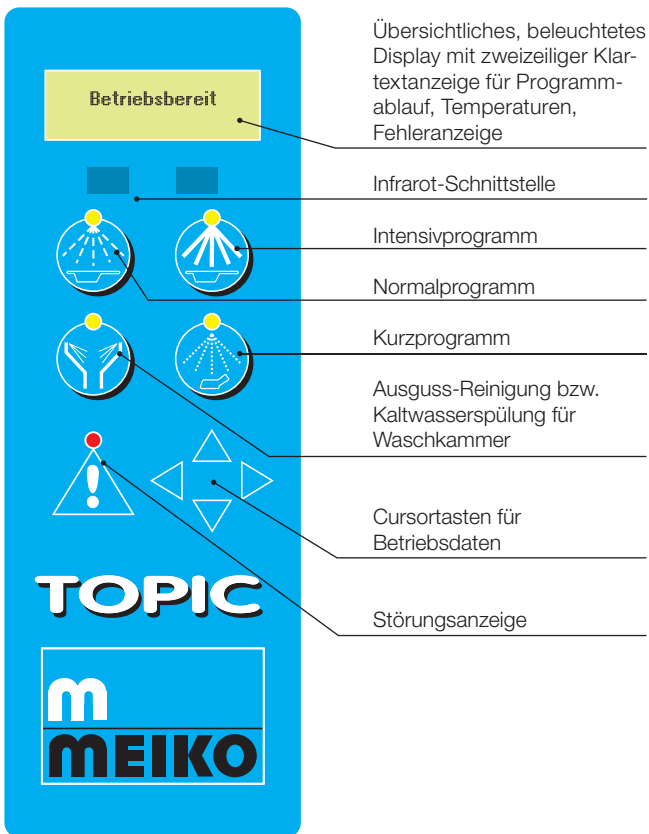 Betriebsbereit
TOPIC
m
MEIKO
Übersichtliches, beleuchtetes
Display mit zweizeiliger Klar-
textanzeige für Programm-
ablauf, Temperaturen,
Fehleranzeige
Infrarot-Schnittstelle
Intensivprogramm
Normalprogramm
Kurzprogramm
Ausguss-Reinigung bzw.
Kaltwasserspülung für
Waschkammer
Cursortasten für
Betriebsdaten
Störungsanzeige